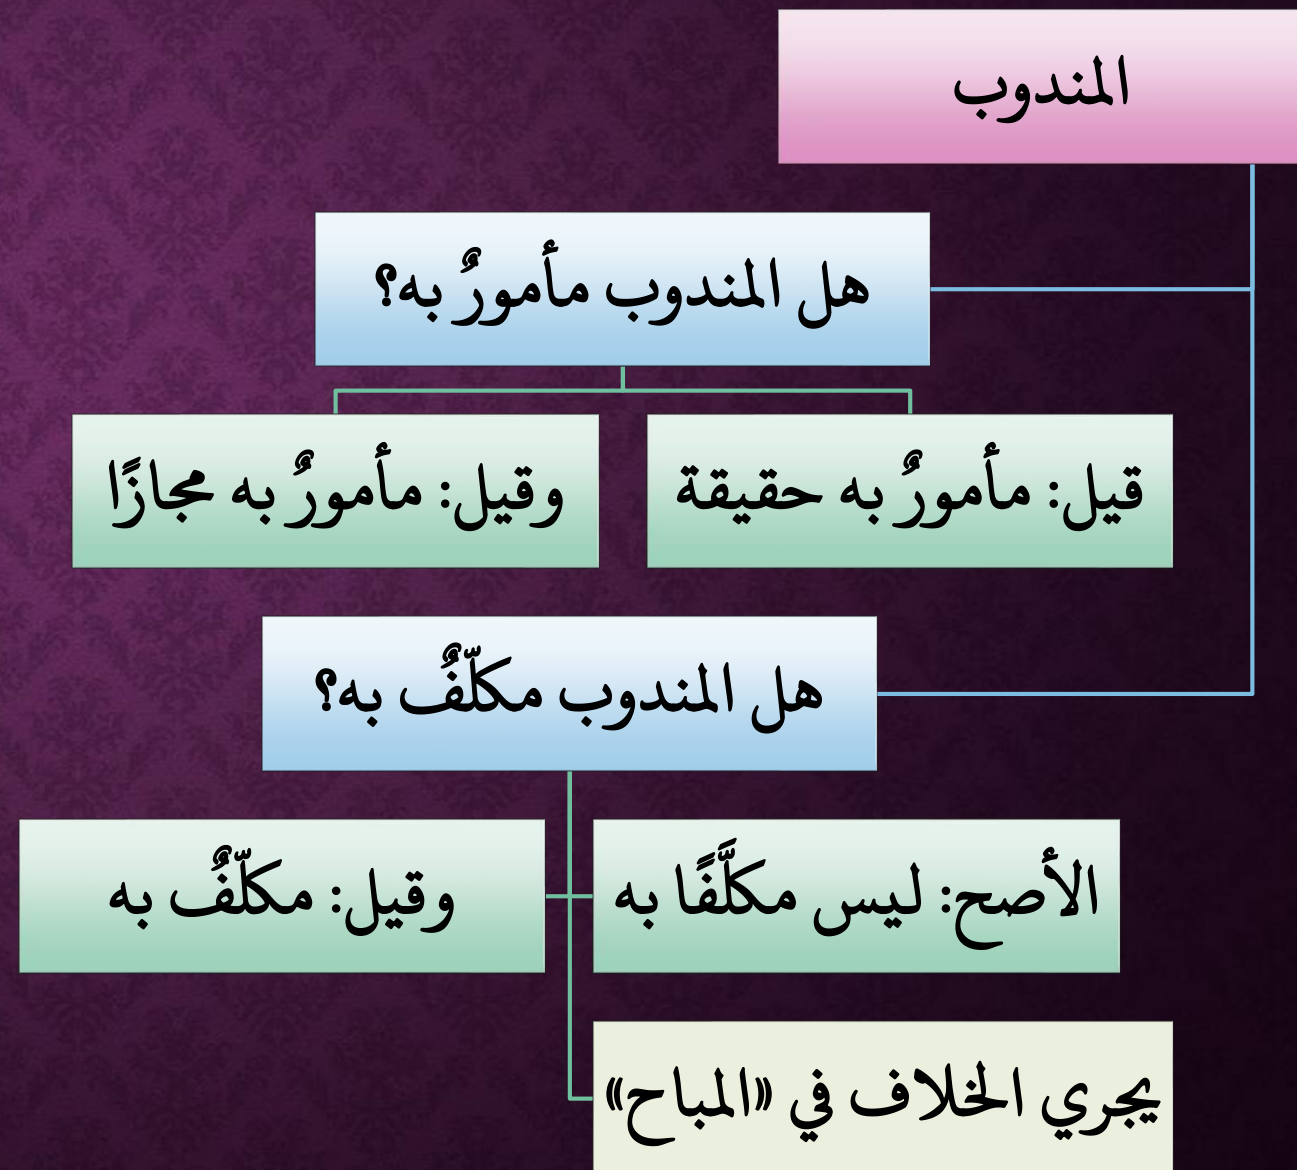 المندوب
هل المندوب مأمورٌ به؟
قيل: مأمورٌ به حقيقة
وقيل: مأمورٌ به مجازًا
هل المندوب مكلّفٌ به؟
الأصح: ليس مكلَّفًا به
وقيل: مكلّفٌ به
يجري الخلاف في «المباح»